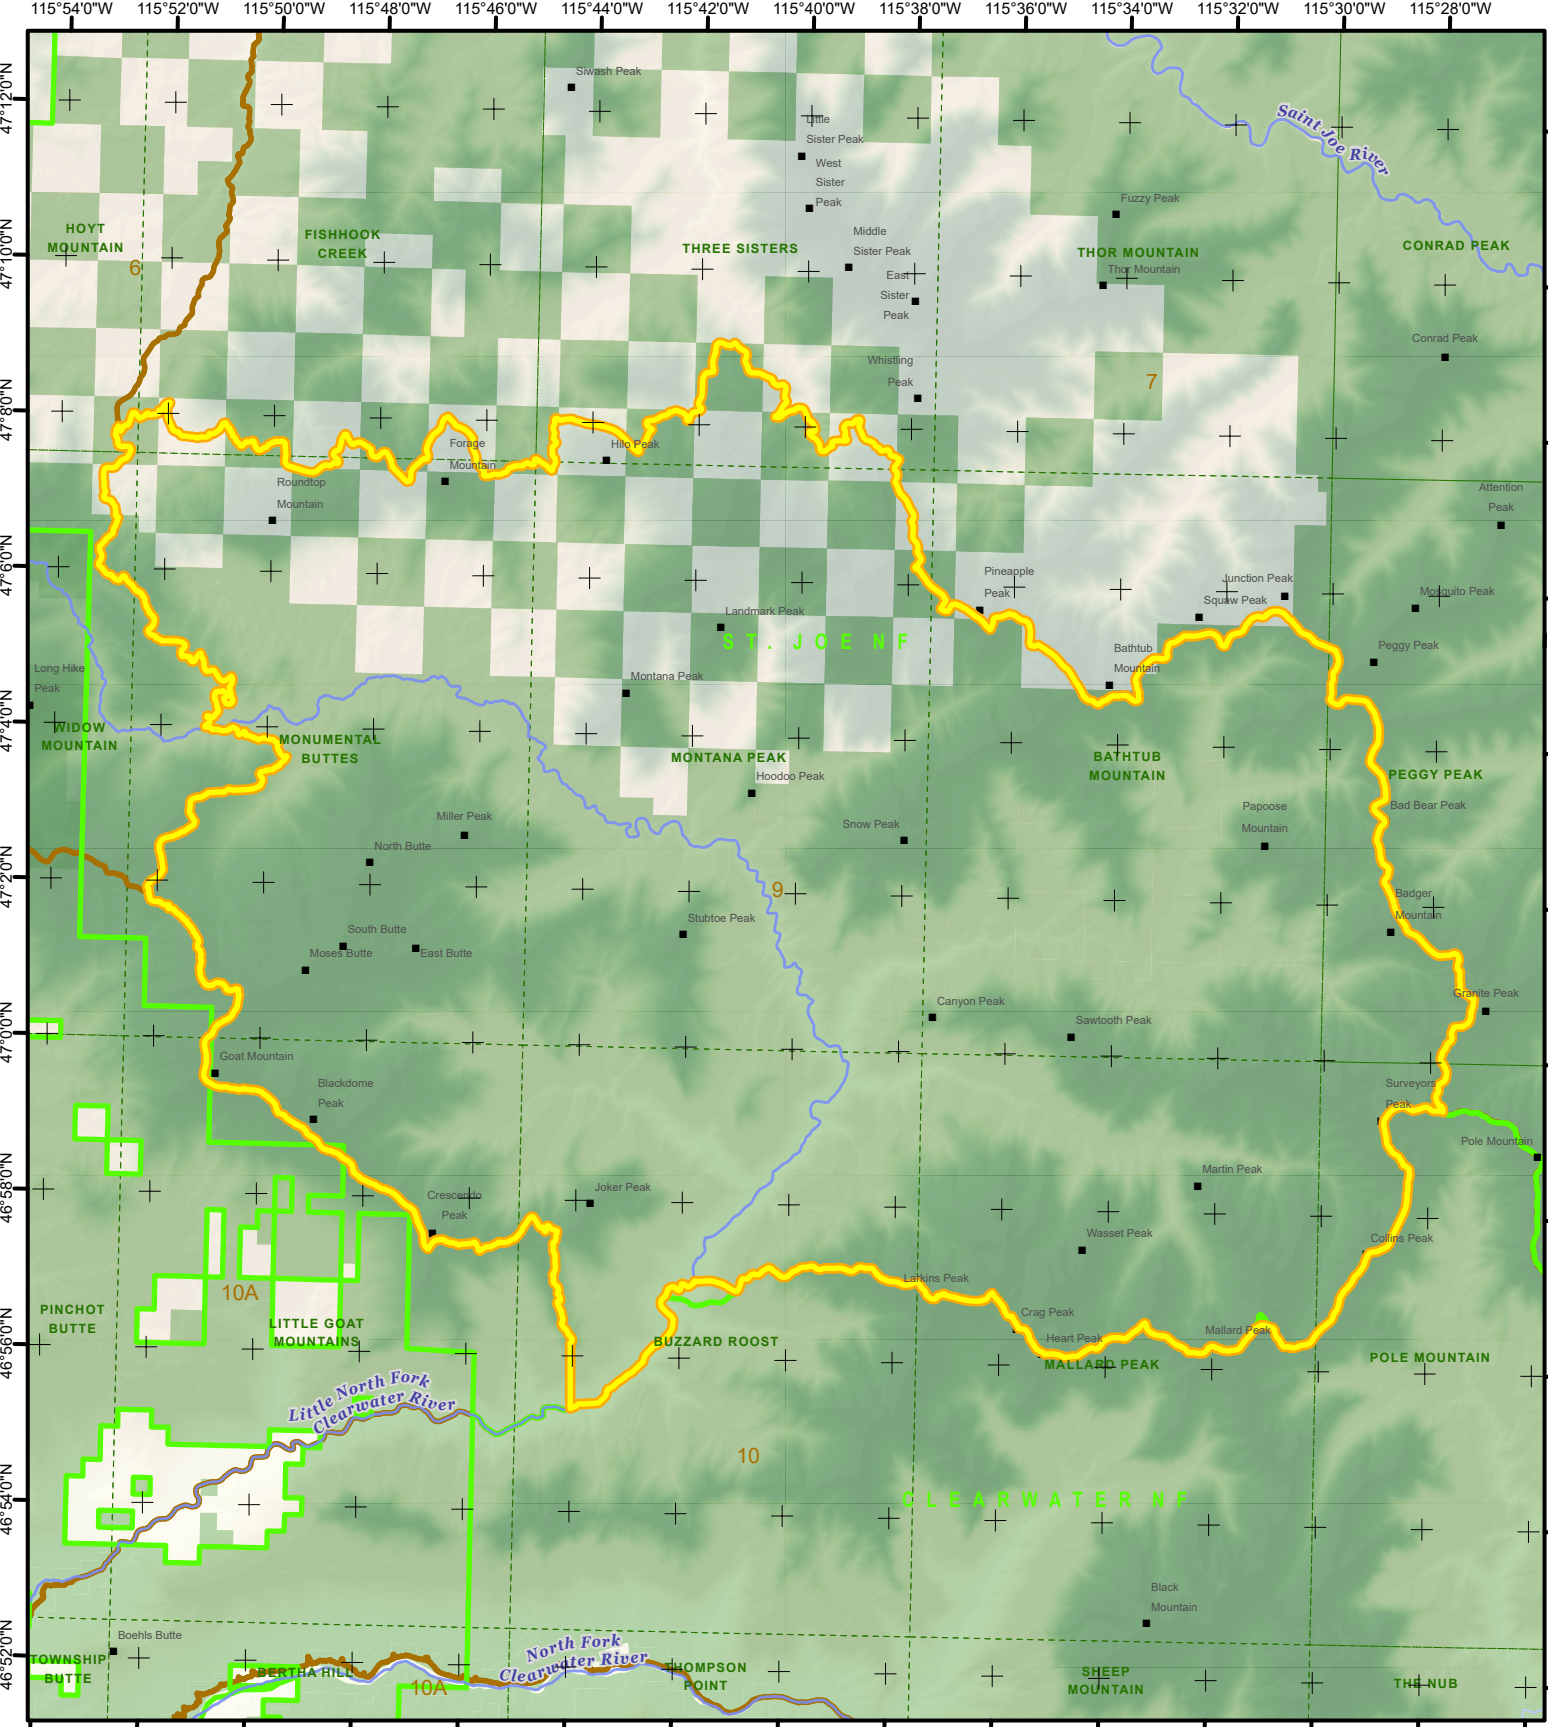 115°54'0"W 115°52'0"W 115°50'0"W 115°48'0"W 115°46'0"W 115°44'0"W 115°42'0"W 115°40'0"W 115°38'0"W 115°36'0"W 115°34'0"W 115°32'0"W 115°30'0"W 115°28'0"W
47°12'0"N
47°10'0"N
47°8'0"N
47°6'0"N
47°4'0"N
47°2'0"N
47°0'0"N
46°58'0"N
46°56'0"N
46°54'0"N
46°52'0"N
Siwash Peak
Little
Sister Peak
West
Sister
Peak
Saint Joe River
Fuzzy Peak
HOYT
MOUNTAIN
6
FISHHOOK
CREEK
THREE SISTERS
Middle
Sister Peak
East
Sister
Peak
THOR MOUNTAIN
Thor Mountain
CONRAD PEAK
Conrad Peak
Whistling
Peak
7
Forage
Mountain
Hilo Peak
Roundtop
Mountain
Attention
Peak
Pineapple
Peak
Junction Peak
Squaw Peak
Mosquito Peak
Landmark Peak
ST. JOE NF
Peggy Peak
Bathtub
Mountain
Long Hike
Peak
Montana Peak
WIDOW
MOUNTAIN
MONUMENTAL
BUTTES
MONTANA PEAK
Hoodoo Peak
BATHTUB
MOUNTAIN
PEGGY PEAK
Bad Bear Peak
Miller Peak
North Butte
Snow Peak
Papoose
Mountain
9
Badger
Mountain
Stubtoe Peak
South Butte
Moses Butte
East Butte
Canyon Peak
Sawtooth Peak
Granite Peak
Goat Mountain
Blackdome
Peak
Surveyors
Peak
Pole Mountain
Martin Peak
Crescendo
Peak
Joker Peak
Wasset Peak
Collins Peak
Larkins Peak
10A
PINCHOT
BUTTE
LITTLE GOAT
MOUNTAINS
BUZZARD ROOST
Crag Peak
Heart Peak
Mallard Peak
MALLARD PEAK
POLE MOUNTAIN
Little North Fork
Clearwater River
10
CLEARWATER NF
Black
Mountain
Boehls Butte
TOWNSHIP
BUTTE
BERTHA HILL
10A
North Fork
Clearwater River
THOMPSON
POINT
SHEEP
MOUNTAIN
THE NUB